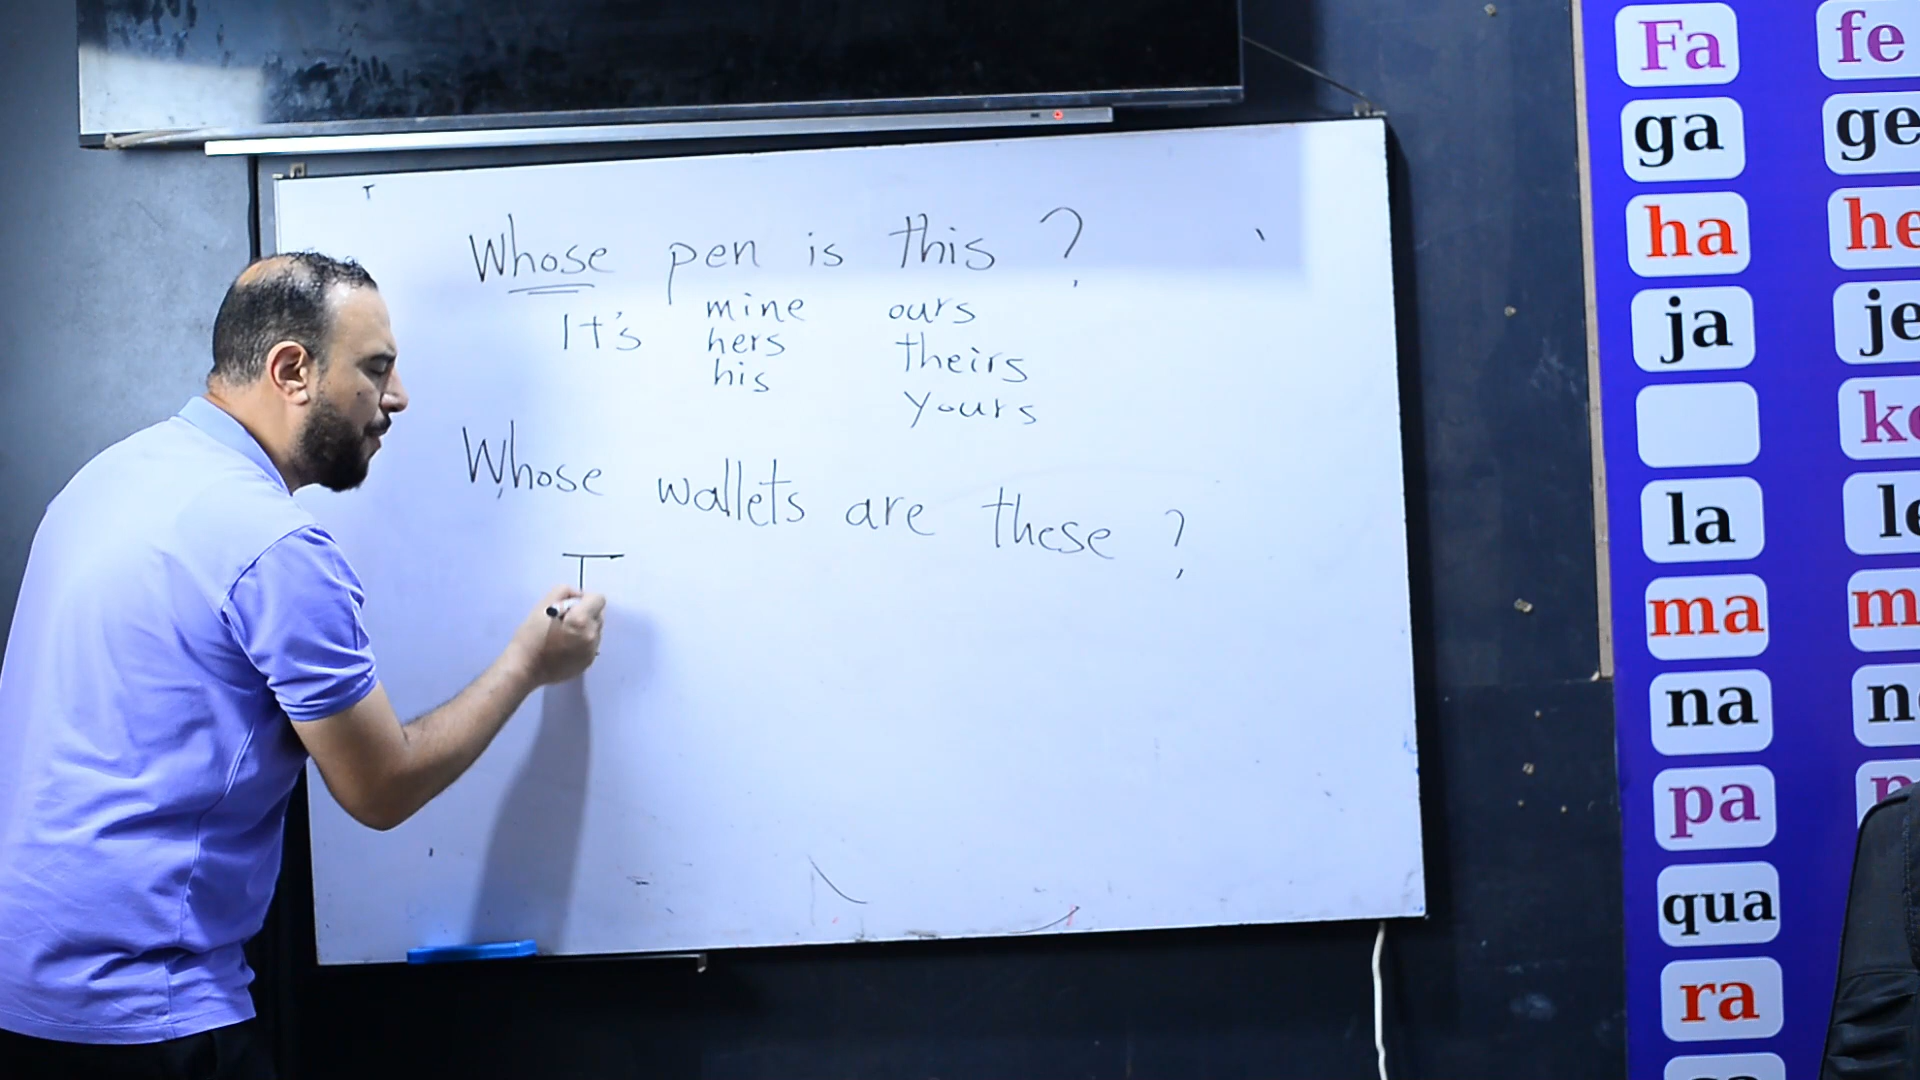 T
Whose pen is this ?
It's mine ours
hers theirs
his yours
Whose wallets are these ?
T
Fa fe
ga ge
ha he
ja je
la le
ma
na
pa
qua
ra